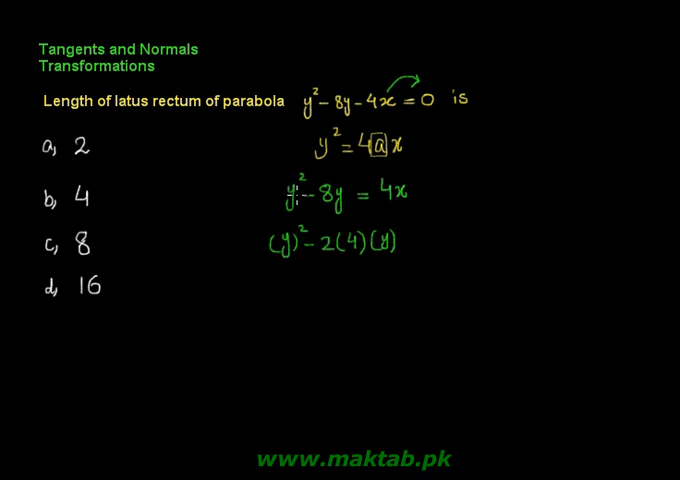 Tangents and Normals
Transformations
Length of latus rectum of parabola y² - 8y - 4x = 0 is
a, 2
y² = 4ax
b, 4
y² - 8y = 4x
c, 8
(y)² - 2(4)(y)
d, 16
www.maktab.pk